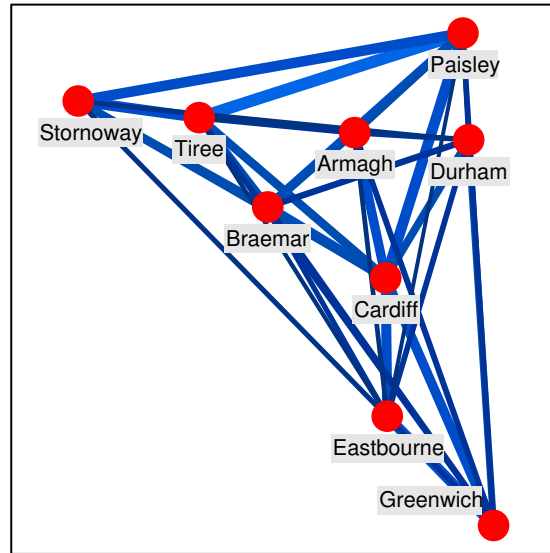 Paisley
Stornoway
Tiree
Armagh
Durham
Braemar
Cardiff
Eastbourne
Greenwich